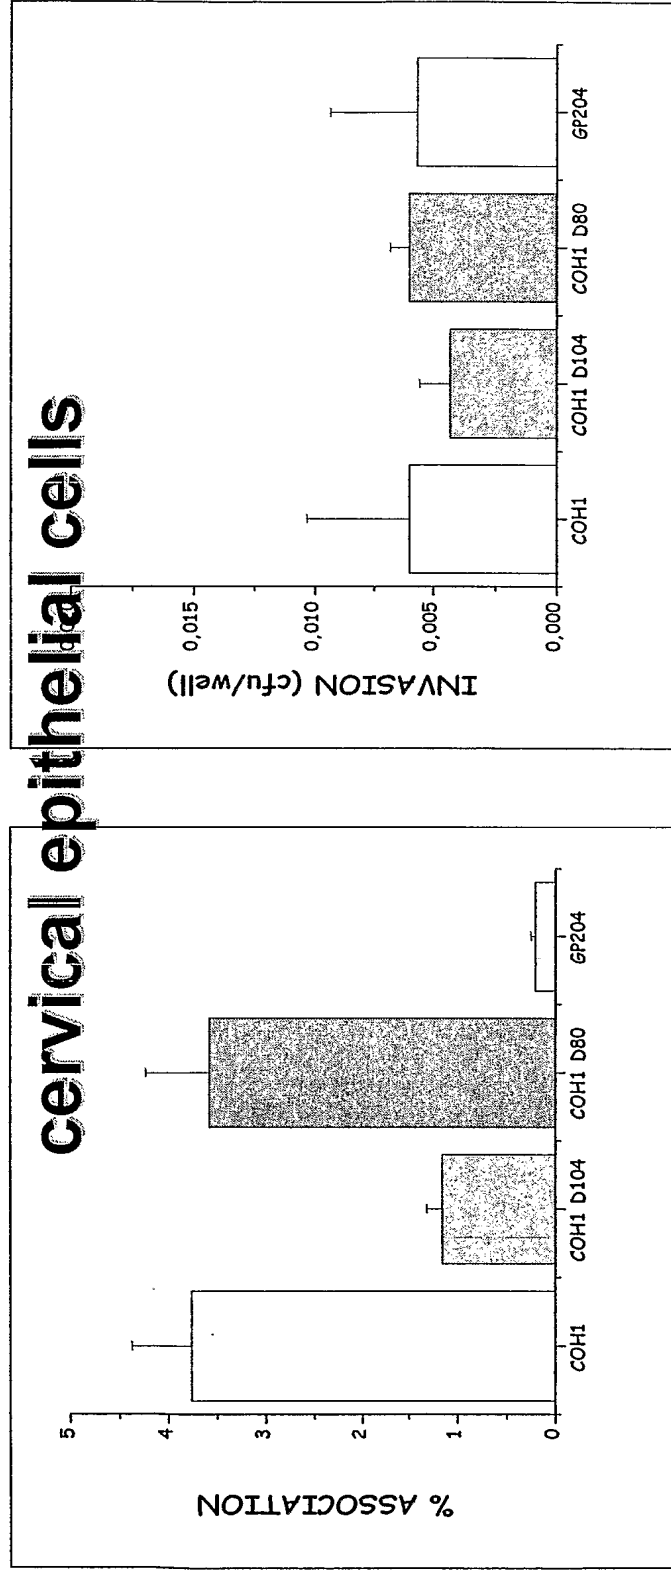 cervical epithelial cells
% ASSOCIATION
5
4
3
2
1
0
COH1
COH1 D104
COH1 D80
GP204
INVASION (cfu/well)
0,015
0,010
0,005
0,000
COH1
COH1 D104
COH1 D80
GP204